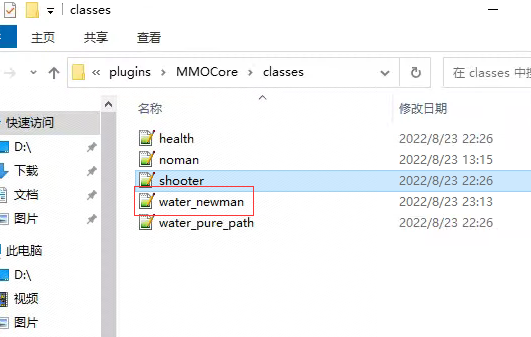 classes
主页 共享 查看
« plugins > MMOCore > classes
在 classes 中搜
名称 修改日期
快速访问
D:\
下载
文档
图片
此电脑
D:\
视频
图片
health 2022/8/23 22:26
noman 2022/8/23 13:15
shooter 2022/8/23 22:26
water_newman 2022/8/23 23:13
water_pure_path 2022/8/23 22:26